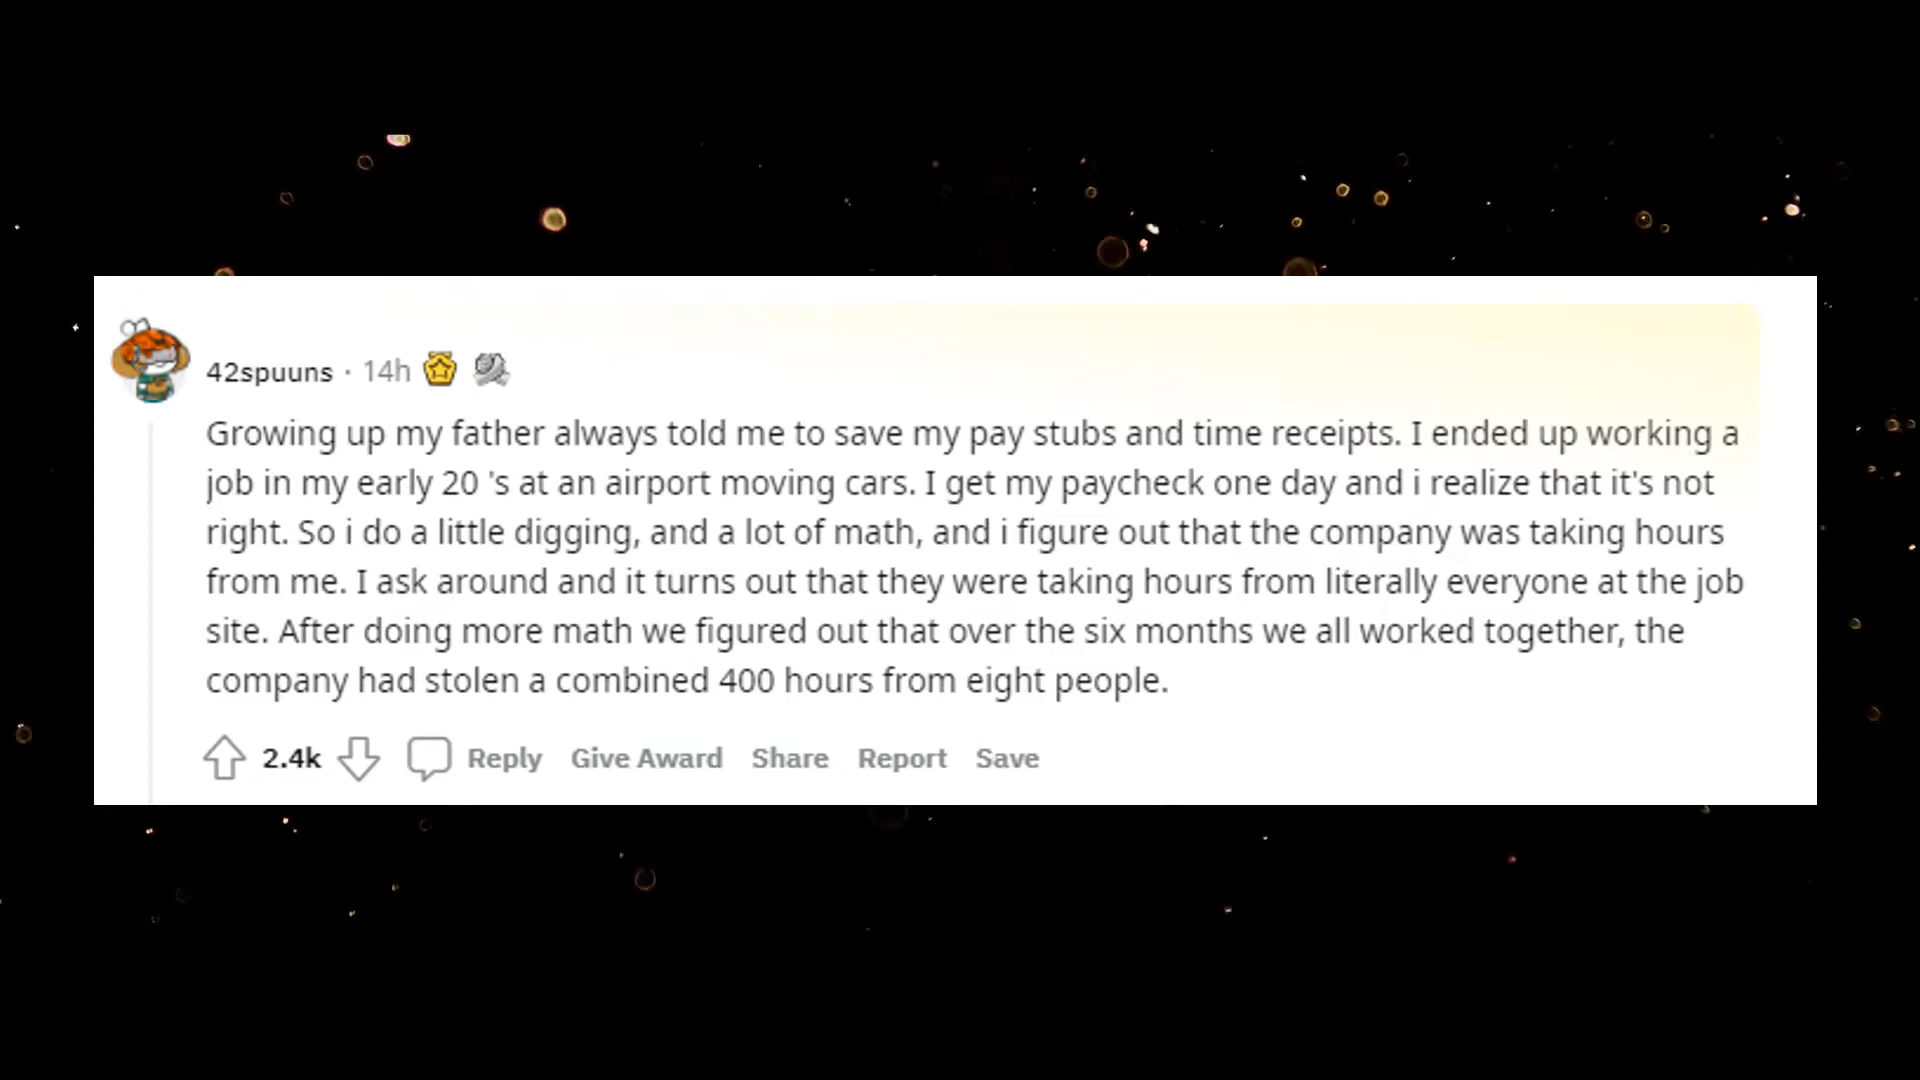 42spuuns · 14h
Growing up my father always told me to save my pay stubs and time receipts. I ended up working a
job in my early 20 's at an airport moving cars. I get my paycheck one day and i realize that it's not
right. So i do a little digging, and a lot of math, and i figure out that the company was taking hours
from me. I ask around and it turns out that they were taking hours from literally everyone at the job
site. After doing more math we figured out that over the six months we all worked together, the
company had stolen a combined 400 hours from eight people.
2.4k Reply Give Award Share Report Save